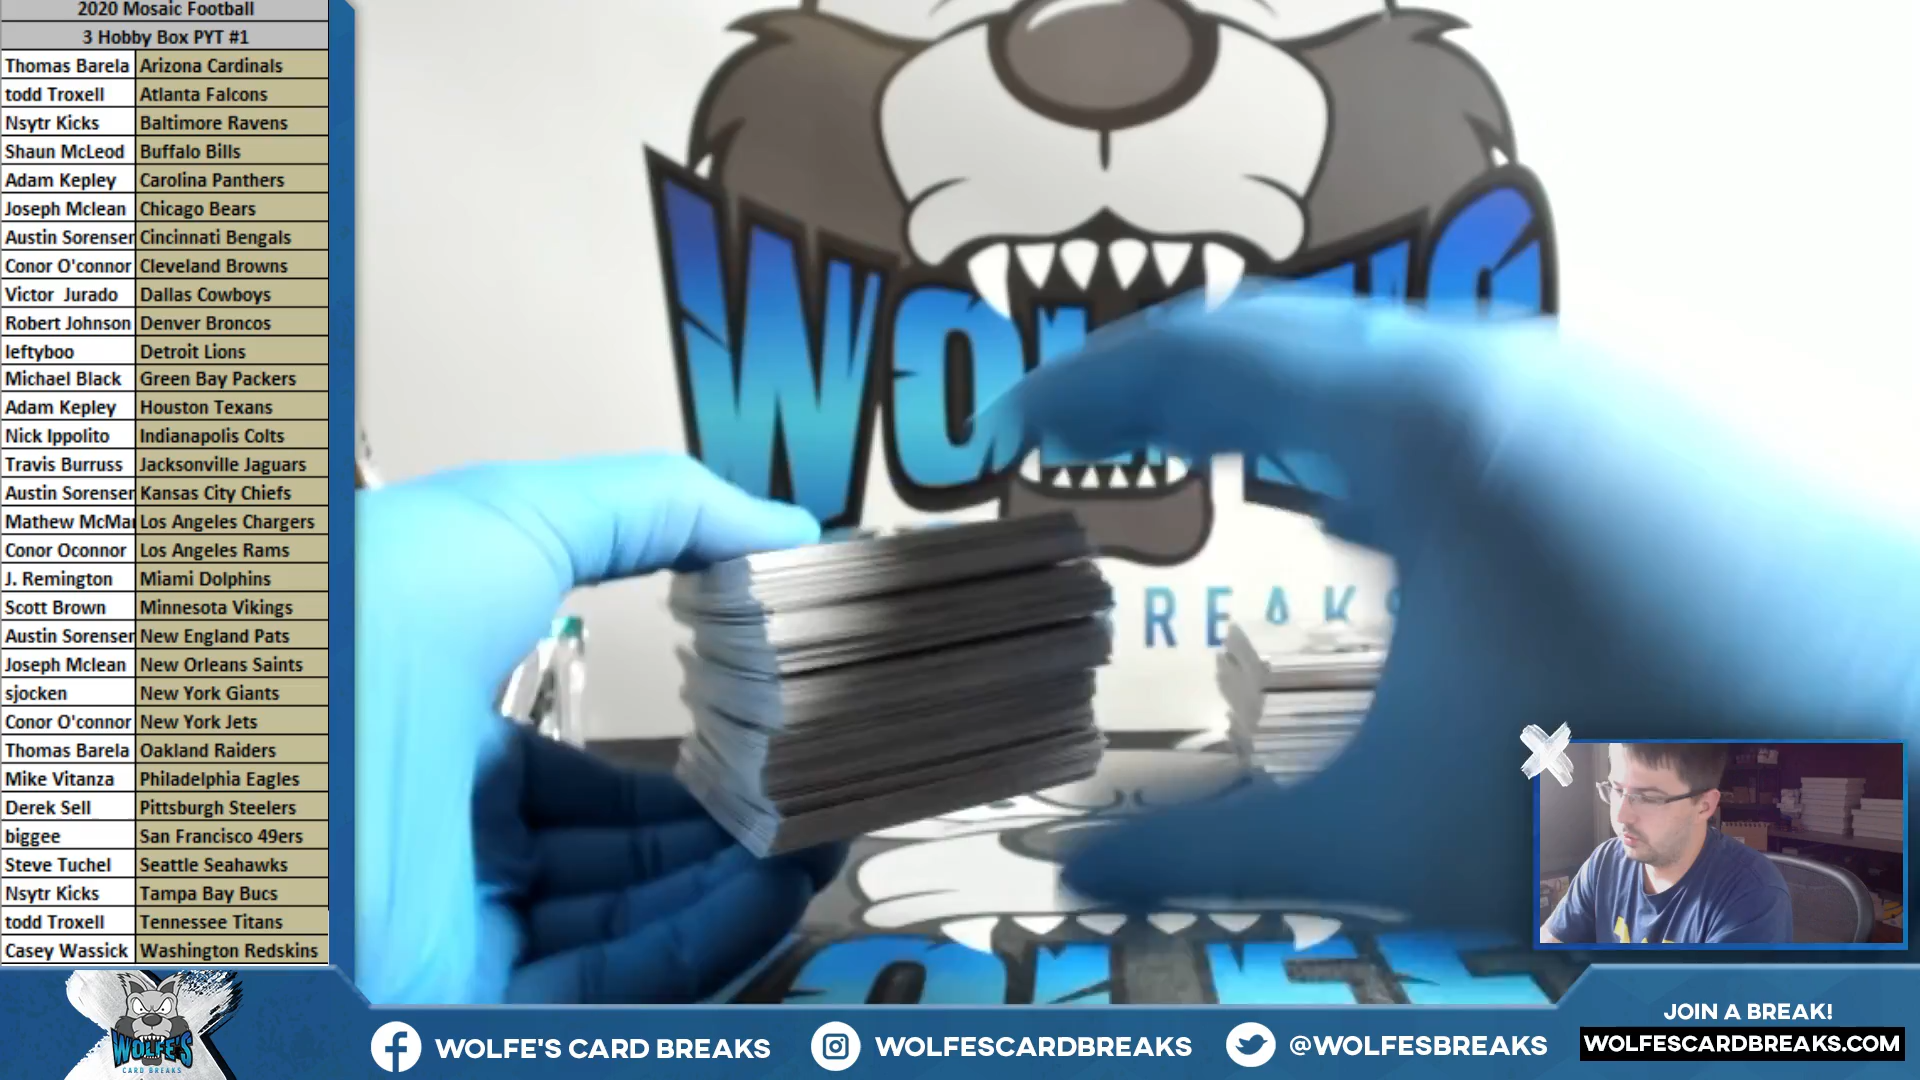 2020 Mosaic Football
3 Hobby Box PYT #1
Thomas Barela Arizona Cardinals
todd Troxell Atlanta Falcons
Nsytr Kicks Baltimore Ravens
Shaun McLeod Buffalo Bills
Adam Kepley Carolina Panthers
Joseph Mclean Chicago Bears
Austin Sorenser Cincinnati Bengals
Conor O'connor Cleveland Browns
Victor Jurado Dallas Cowboys
Robert Johnson Denver Broncos
leftyboo Detroit Lions
Michael Black Green Bay Packers
Adam Kepley Houston Texans
Nick Ippolito Indianapolis Colts
Travis Burruss Jacksonville Jaguars
Austin Sorenser Kansas City Chiefs
Mathew McMa Los Angeles Chargers
Conor Oconnor Los Angeles Rams
J. Remington Miami Dolphins
Scott Brown Minnesota Vikings
Austin Sorenser New England Pats
Joseph Mclean New Orleans Saints
sjocken New York Giants
Conor O'connor New York Jets
Thomas Barela Oakland Raiders
Mike Vitanza Philadelphia Eagles
Derek Sell Pittsburgh Steelers
biggee San Francisco 49ers
Steve Tuchel Seattle Seahawks
Nsytr Kicks Tampa Bay Bucs
todd Troxell Tennessee Titans
Casey Wassick Washington Redskins
WOLFE'S
CARD BREAKS
WOLFE'S CARD BREAKS
WOLFESCARDBREAKS
@WOLFESBREAKS
JOIN A BREAK!
WOLFESCARDBREAKS.COM